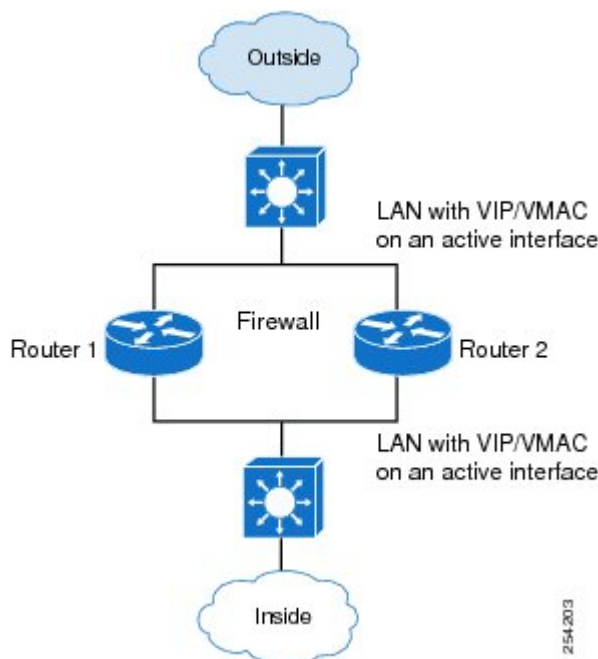 Outside
LAN with VIP/VMAC
on an active interface
Firewall
Router 1
Router 2
LAN with VIP/VMAC
on an active interface
Inside
254203